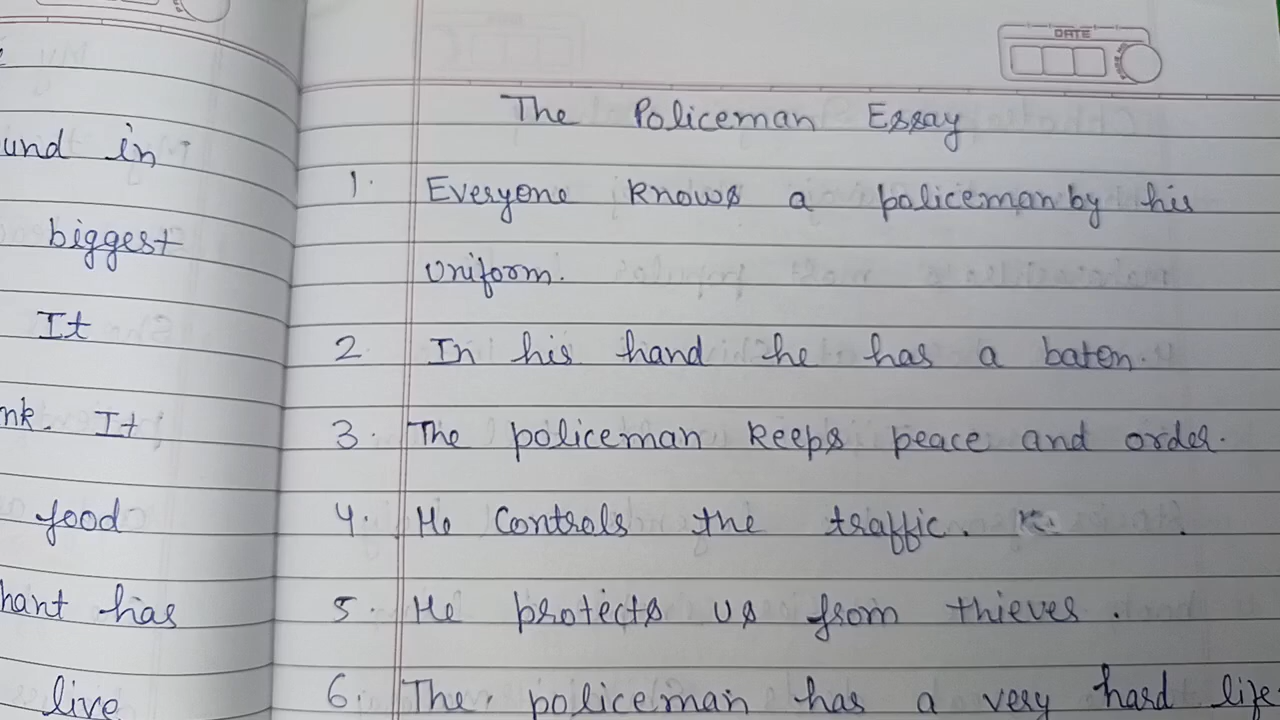 und in
biggest
It
nk. It
food
hant has
live
DATE
The Policeman Essay
1. Everyone knows a policeman by his
uniform.
2 In his hand he has a baton.
3. The policeman keeps peace and order.
4. He controls the traffic.
5. He protects us from thieves.
6. The policeman has a very hard life